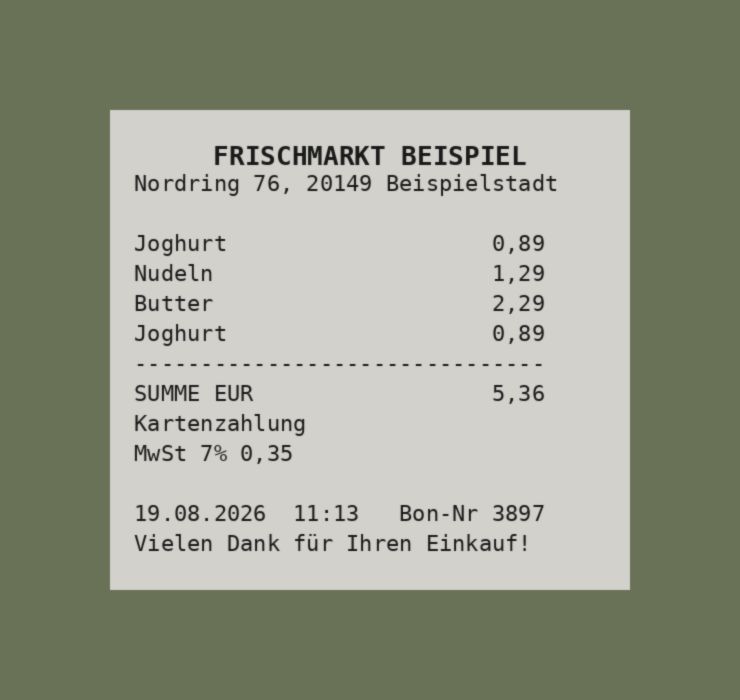 FRISCHMARKT BEISPIEL
Nordring 76, 20149 Beispielstadt
Joghurt 0,89
Nudeln 1,29
Butter 2,29
Joghurt 0,89
-------------------------------
SUMME EUR 5,36
Kartenzahlung
MwSt 7% 0,35
19.08.2026 11:13 Bon-Nr 3897
Vielen Dank für Ihren Einkauf!